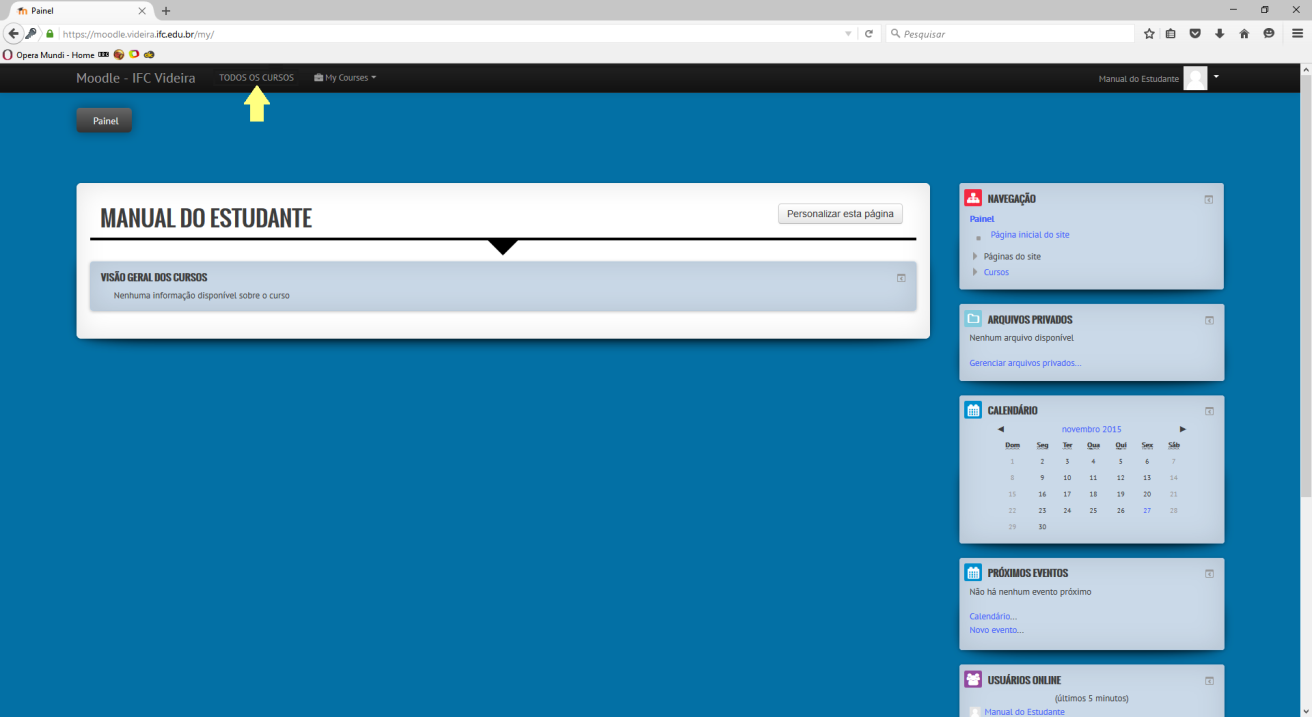 Painel
https://moodle.videira.ifc.edu.br/my/
Pesquisar
Opera Mundi - Home
Moodle - IFC Videira TODOS OS CURSOS My Courses Manual do Estudante
Painel
MANUAL DO ESTUDANTE
Personalizar esta página
VISÃO GERAL DOS CURSOS
Nenhuma informação disponível sobre o curso
NAVEGAÇÃO
Painel
Página inicial do site
Páginas do site
Cursos
ARQUIVOS PRIVADOS
Nenhum arquivo disponível
Gerenciar arquivos privados...
CALENDÁRIO
novembro 2015
Dom Seg Ter Qua Qui Sex Sáb
1 2 3 4 5 6 7
8 9 10 11 12 13 14
15 16 17 18 19 20 21
22 23 24 25 26 27 28
29 30
PRÓXIMOS EVENTOS
Não há nenhum evento próximo
Calendário...
Novo evento...
USUÁRIOS ONLINE
(últimos 5 minutos)
Manual do Estudante